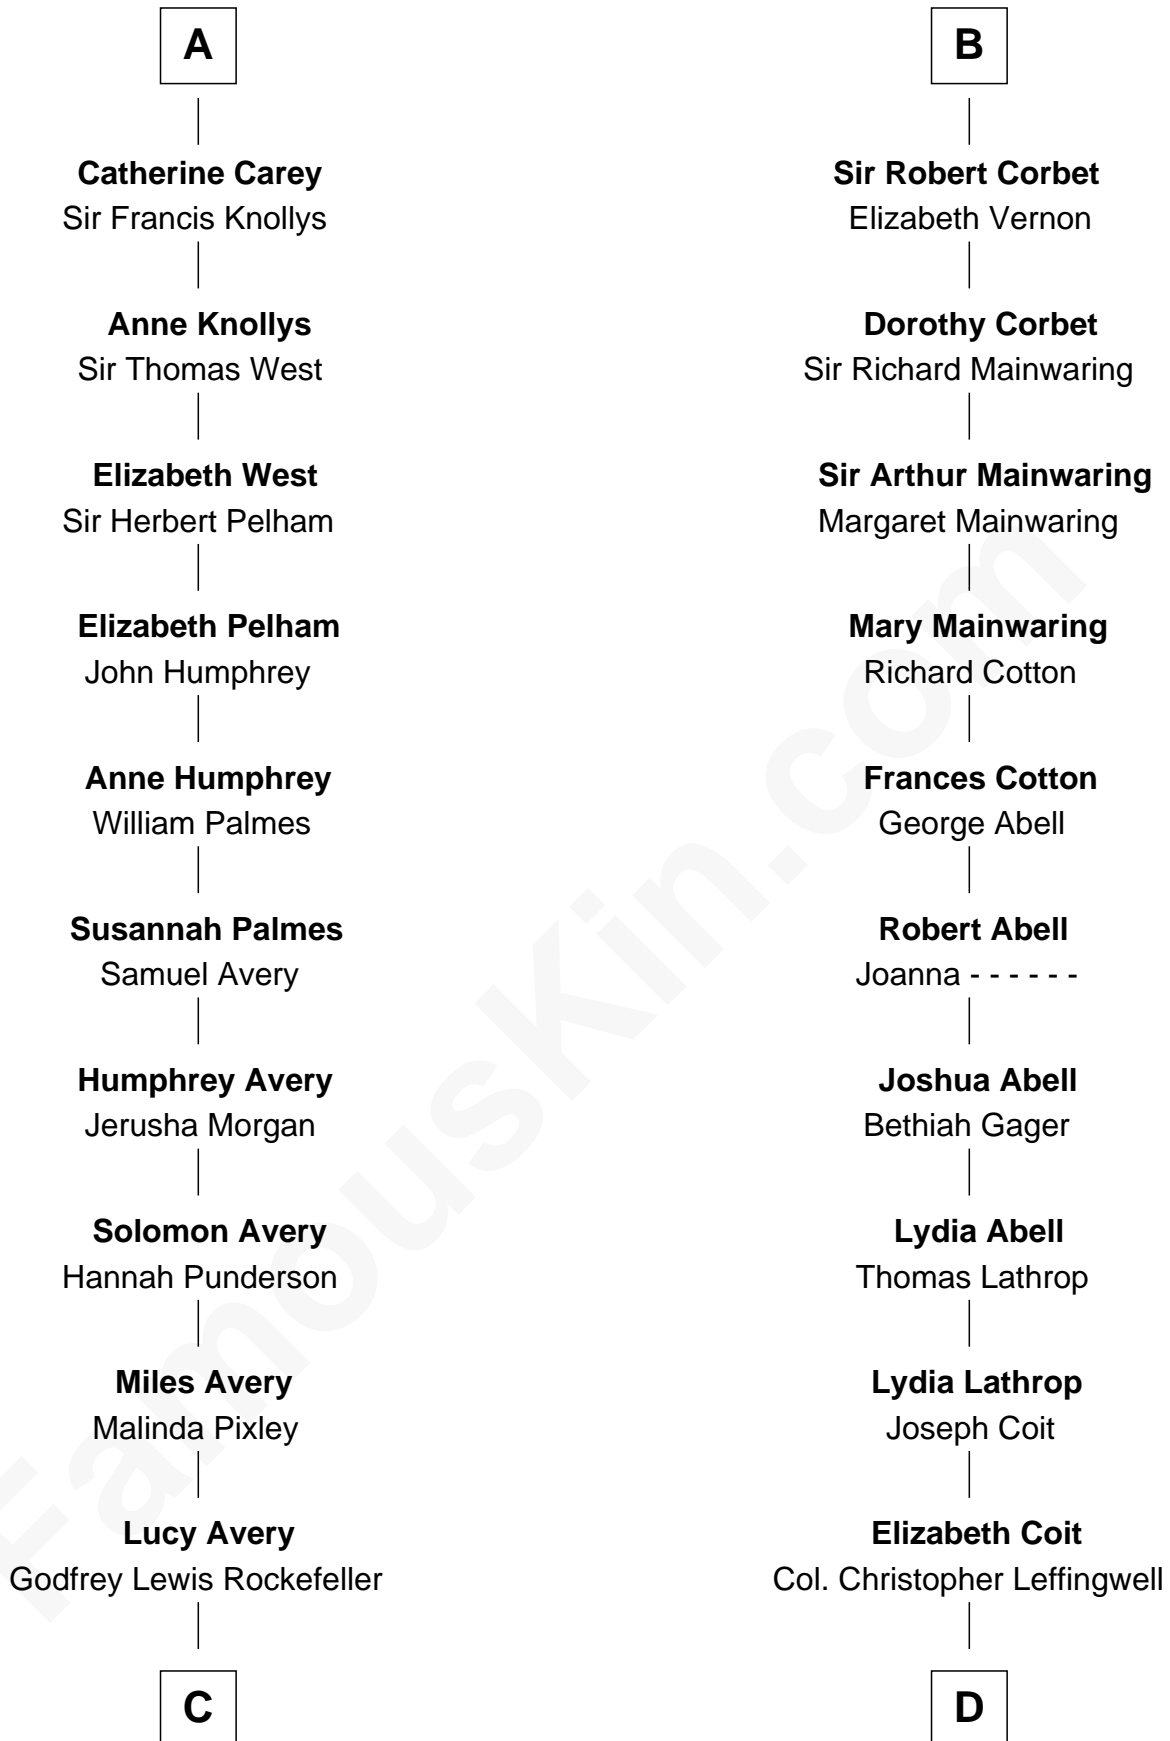 A
Catherine Carey
Sir Francis Knollys
Anne Knollys
Sir Thomas West
Elizabeth West
Sir Herbert Pelham
Elizabeth Pelham
John Humphrey
Anne Humphrey
William Palmes
Susannah Palmes
Samuel Avery
Humphrey Avery
Jerusha Morgan
Solomon Avery
Hannah Punderson
Miles Avery
Malinda Pixley
Lucy Avery
Godfrey Lewis Rockefeller
C
B
Sir Robert Corbet
Elizabeth Vernon
Dorothy Corbet
Sir Richard Mainwaring
Sir Arthur Mainwaring
Margaret Mainwaring
Mary Mainwaring
Richard Cotton
Frances Cotton
George Abell
Robert Abell
Joanna - - - - - -
Joshua Abell
Bethiah Gager
Lydia Abell
Thomas Lathrop
Lydia Lathrop
Joseph Coit
Elizabeth Coit
Col. Christopher Leffingwell
D
FamousKin.com